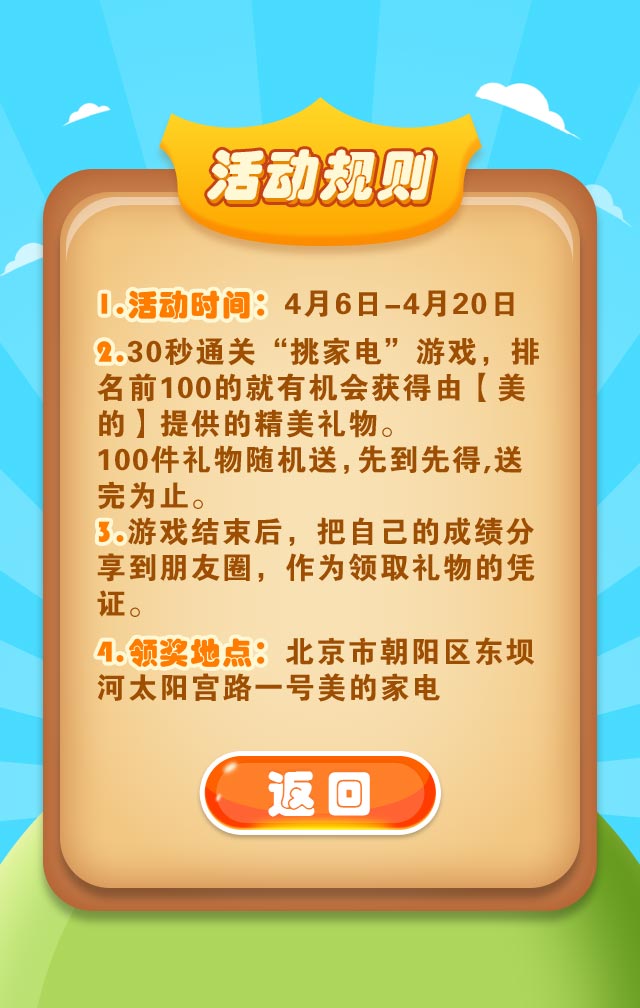 活动规则
1.活动时间：4月6日-4月20日
2.30秒通关“挑家电”游戏，排
名前100的就有机会获得由【美
的】提供的精美礼物。
100件礼物随机送,先到先得,送
完为止。
3.游戏结束后，把自己的成绩分
享到朋友圈，作为领取礼物的凭
证。
4.领奖地点：北京市朝阳区东坝
河太阳宫路一号美的家电
返回